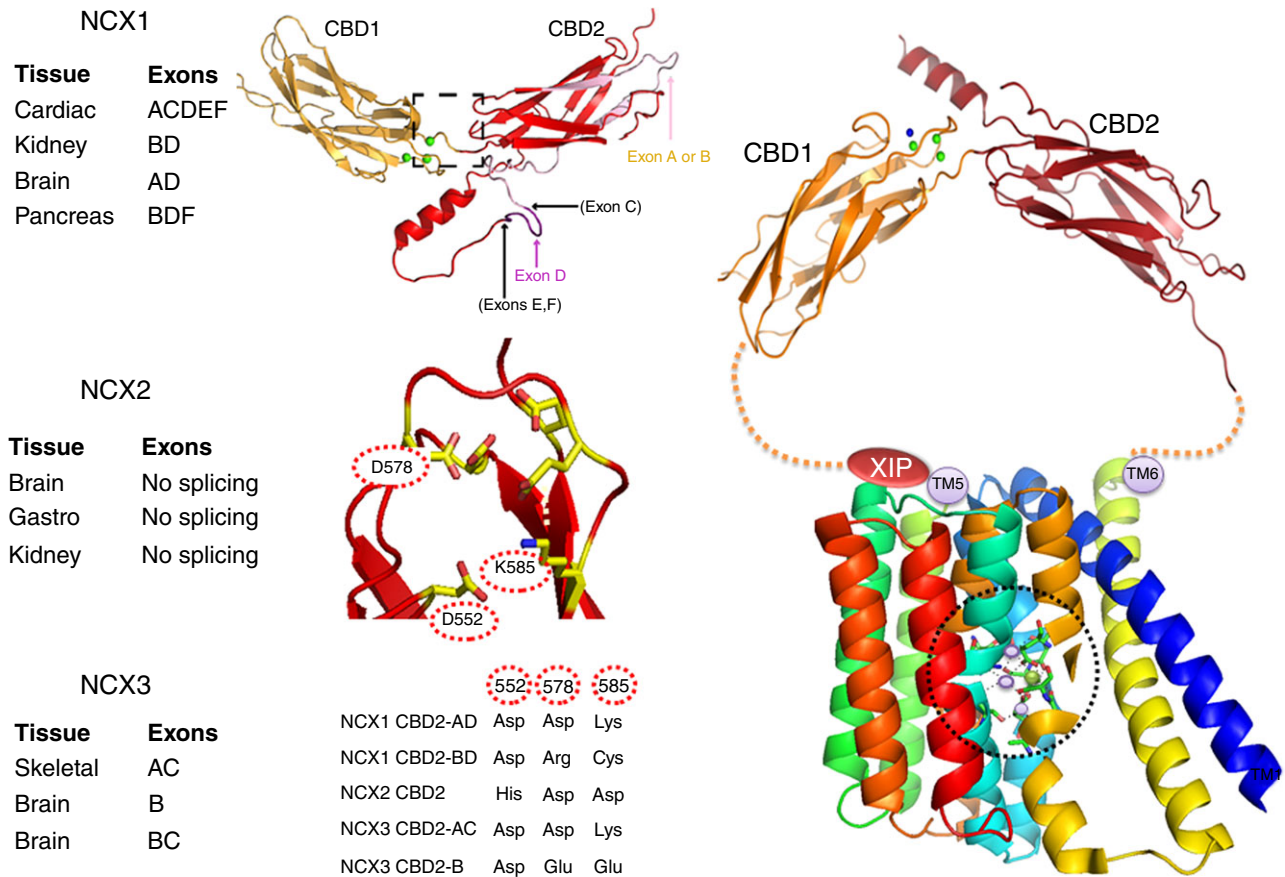 NCX1
Tissue Exons
Cardiac ACDEF
Kidney BD
Brain AD
Pancreas BDF
CBD1
CBD2
Exon A or B
(Exon C)
Exon D
(Exons E,F)
NCX2
Tissue Exons
Brain No splicing
Gastro No splicing
Kidney No splicing
D578
K585
D552
NCX3
Tissue Exons
Skeletal AC
Brain B
Brain BC
552 578 585
NCX1 CBD2-AD Asp Asp Lys
NCX1 CBD2-BD Asp Arg Cys
NCX2 CBD2 His Asp Asp
NCX3 CBD2-AC Asp Asp Lys
NCX3 CBD2-B Asp Glu Glu
CBD1
CBD2
XIP
TM5
TM6
TM1